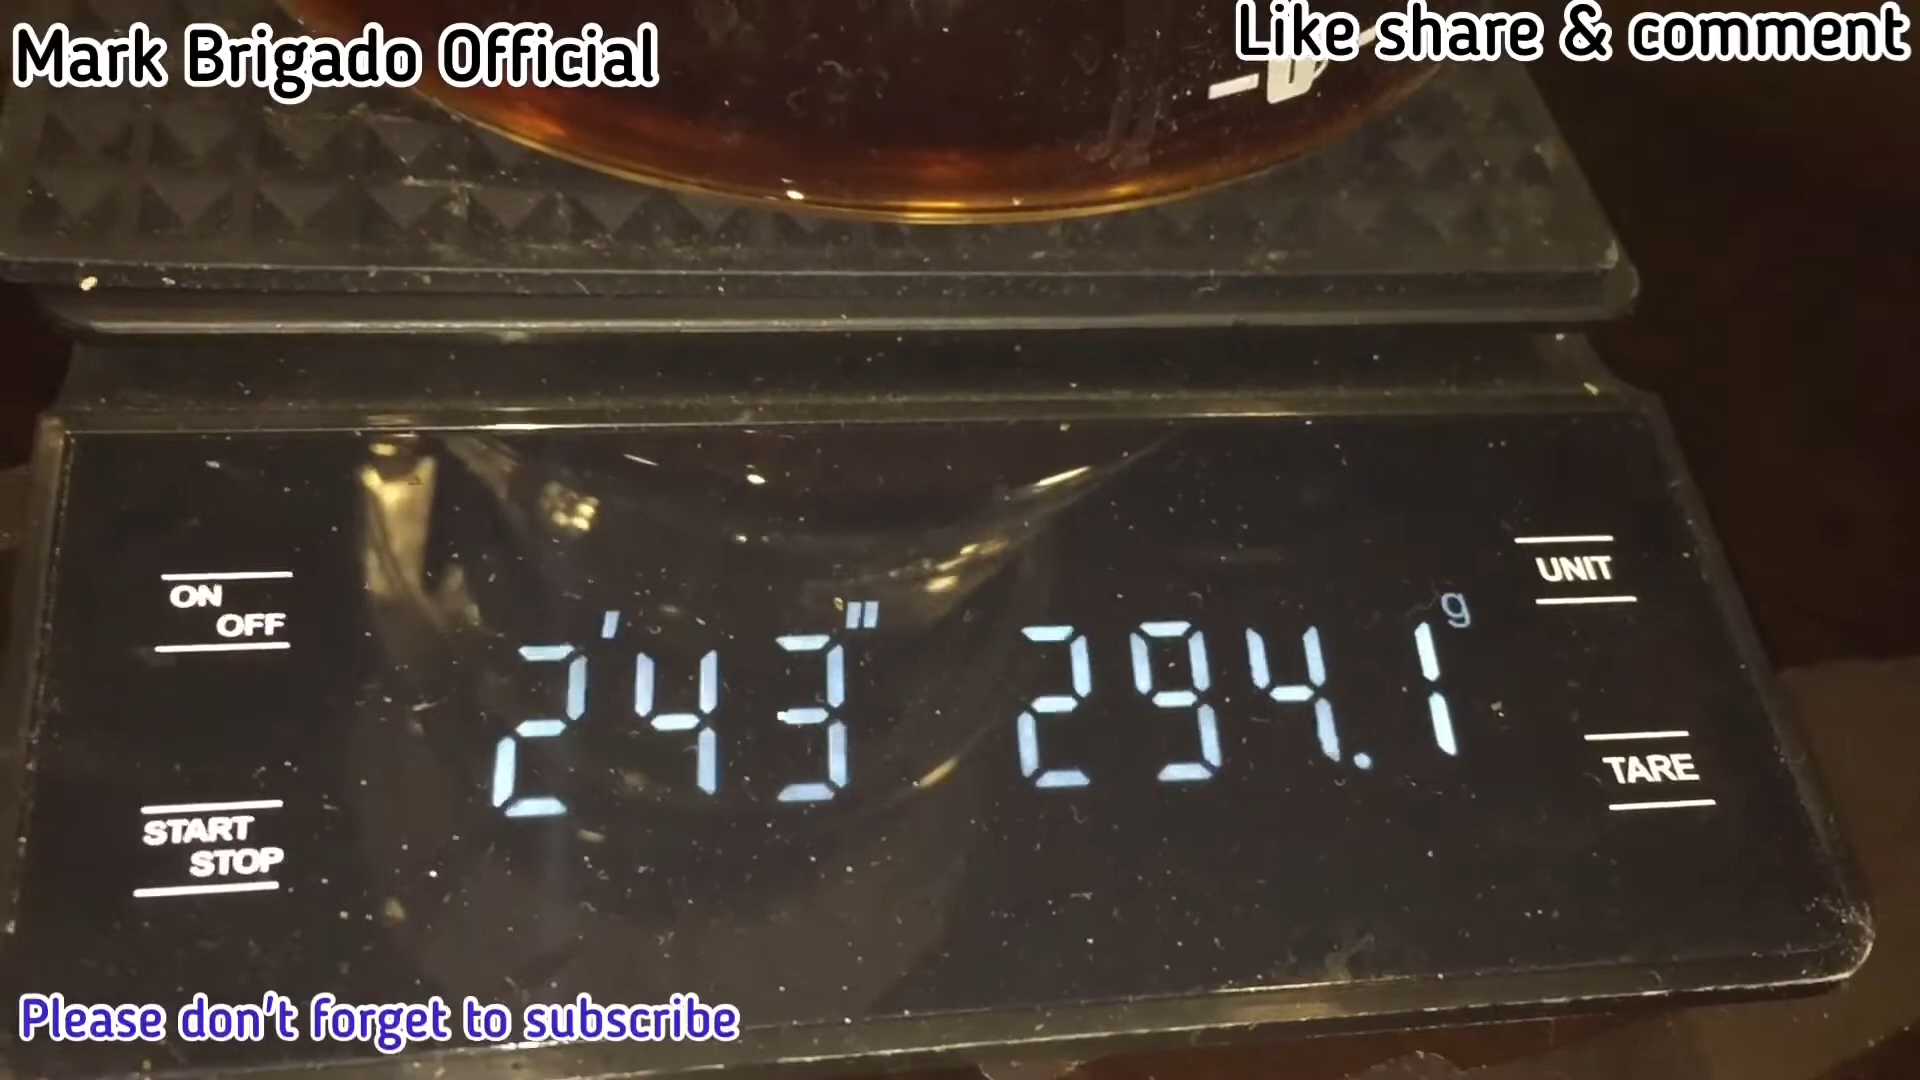 Mark Brigado Official
Like share & comment
ON
OFF
2'43" 294.1 g
UNIT
START
STOP
TARE
Please don't forget to subscribe